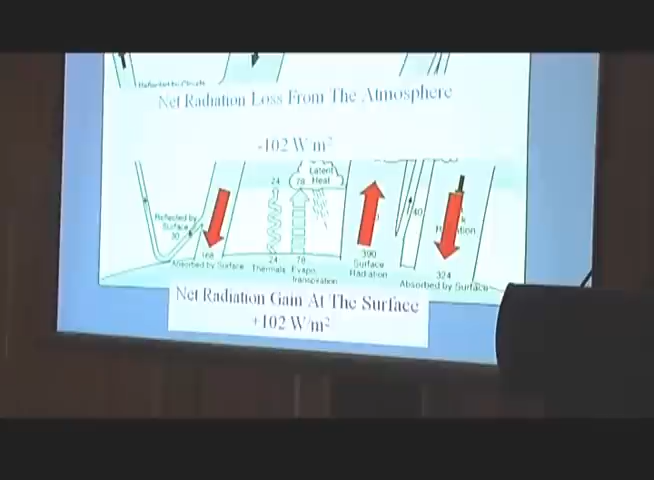 Reflected by Clouds
Net Radiation Loss From The Atmosphere
-102 W m²
Latent
Heat
24
78
Reflected by
Surface
30
40
168
Absorbed by Surface
24
Thermals
78
Evapo-
transpiration
390
Surface
Radiation
324
Absorbed by Surface
Net Radiation Gain At The Surface
+102 W/m²